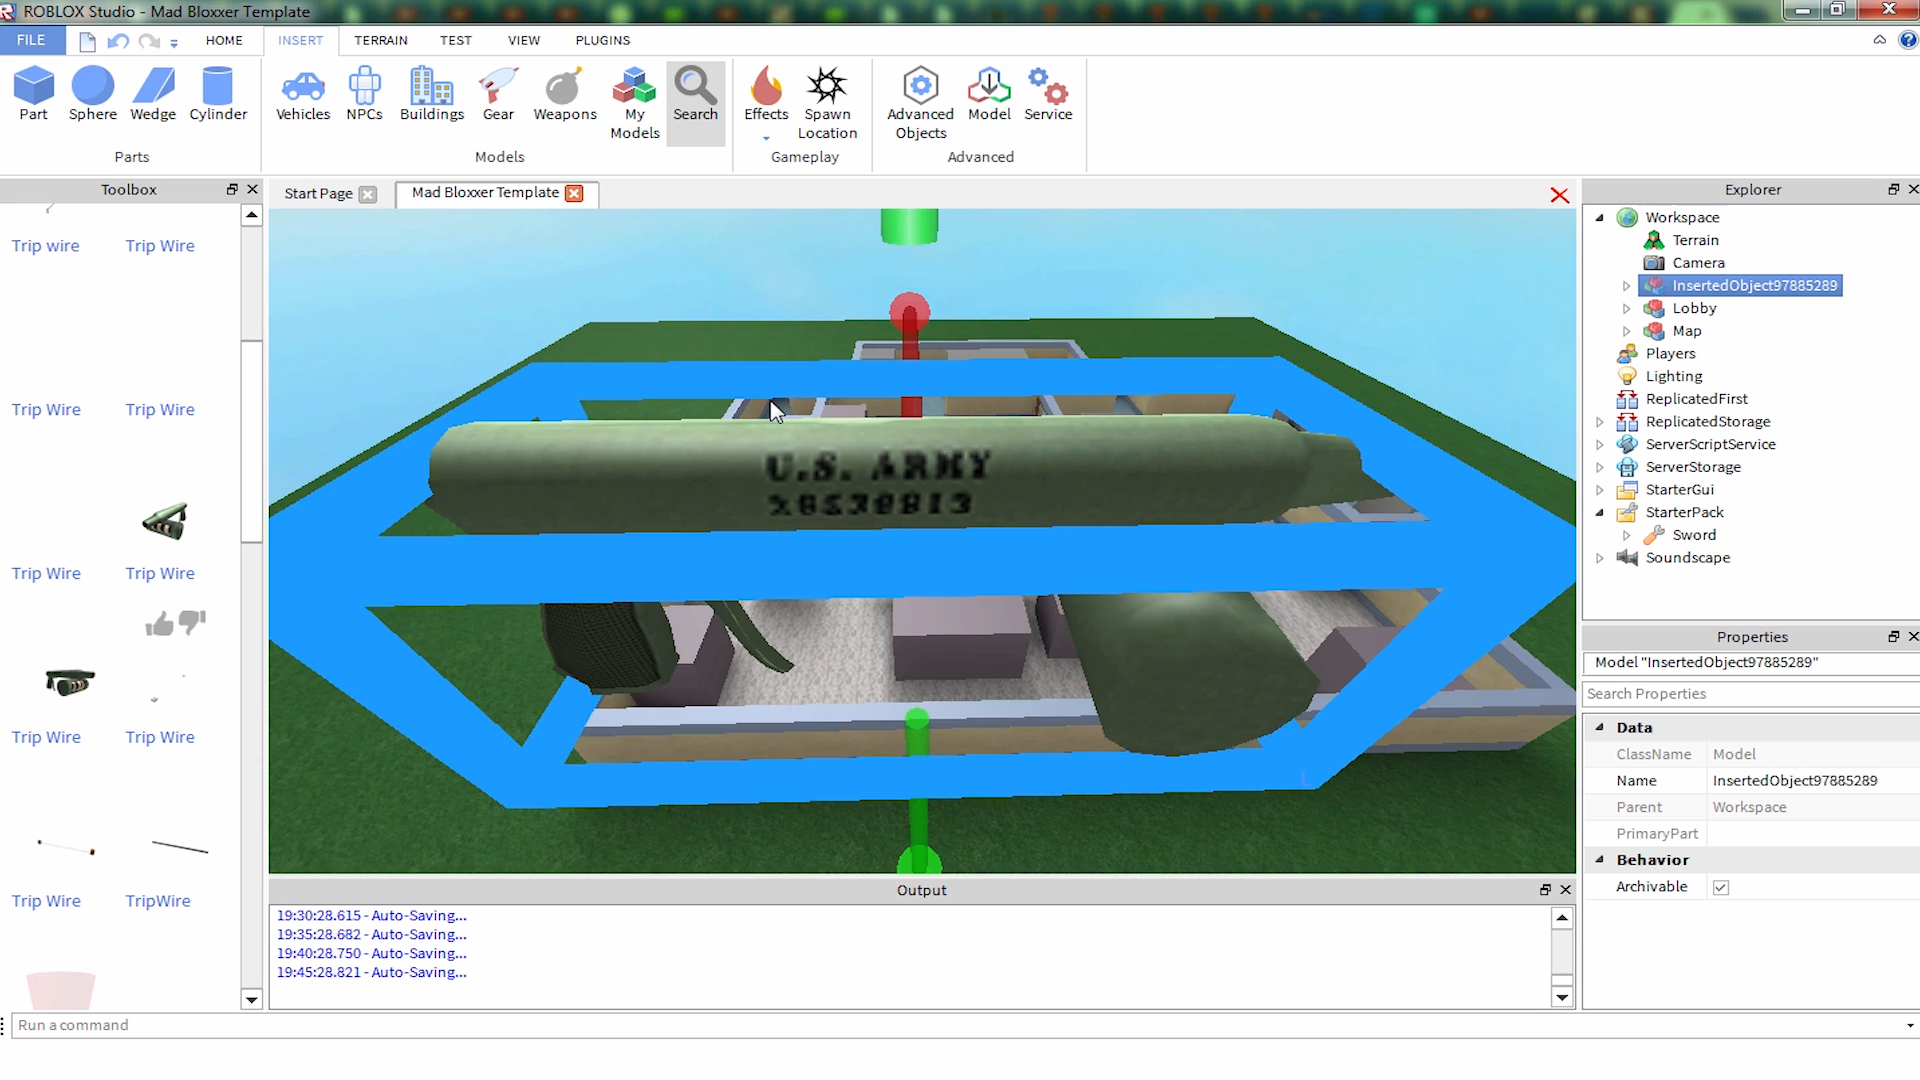 ROBLOX Studio - Mad Bloxxer Template
FILE HOME INSERT TERRAIN TEST VIEW PLUGINS
Part Sphere Wedge Cylinder Vehicles NPCs Buildings Gear Weapons My Models Search Effects Spawn Location Advanced Objects Model Service
Parts Models Gameplay Advanced
Toolbox
Start Page
Mad Bloxxer Template
Explorer
Trip wire Trip Wire
Trip Wire Trip Wire
Trip Wire Trip Wire
Trip Wire Trip Wire
Trip Wire TripWire
U.S. ARMY
Workspace
Terrain
Camera
InsertedObject97885289
Lobby
Map
Players
Lighting
ReplicatedFirst
ReplicatedStorage
ServerScriptService
ServerStorage
StarterGui
StarterPack
Sword
Soundscape
Properties
Model "InsertedObject97885289"
Search Properties
Data
ClassName Model
Name InsertedObject97885289
Parent Workspace
PrimaryPart
Behavior
Archivable
Output
19:30:28.615 - Auto-Saving...
19:35:28.682 - Auto-Saving...
19:40:28.750 - Auto-Saving...
19:45:28.821 - Auto-Saving...
Run a command